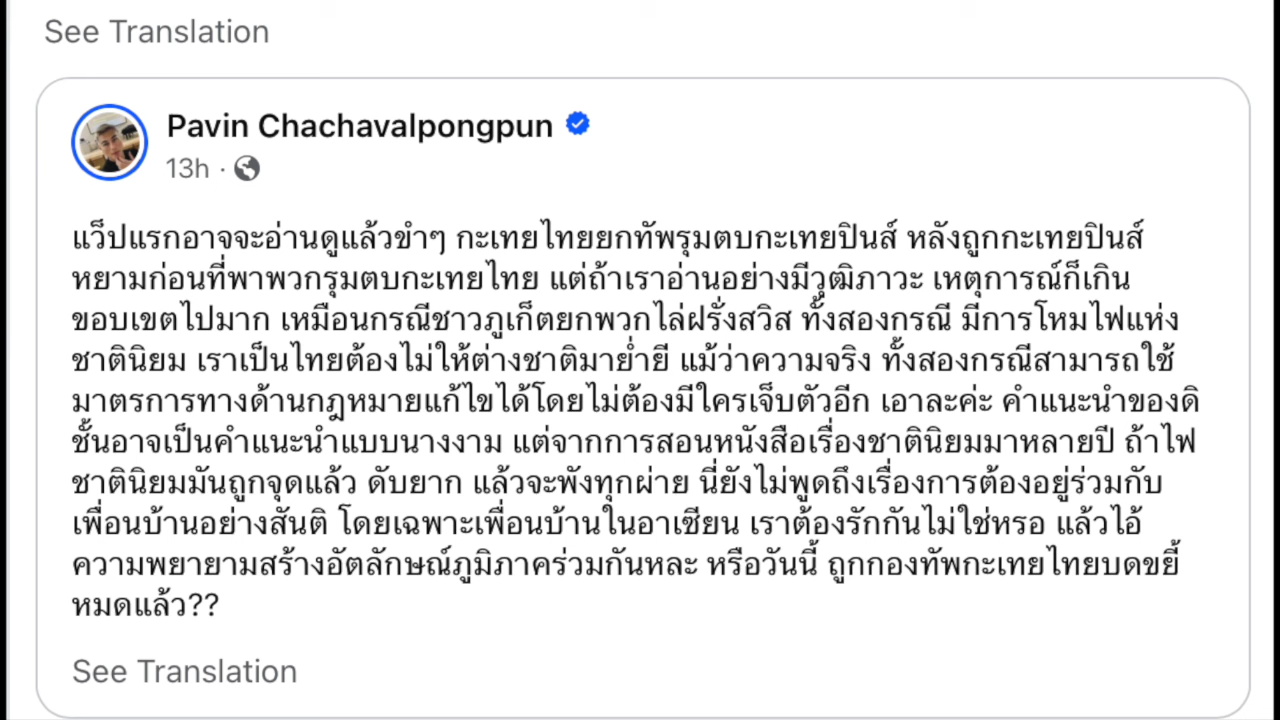 See Translation
Pavin Chachavalpongpun
13h ·
แว็ปแรกอาจจะอ่านดูแล้วขำๆ กะเทยไทยยกทัพรุมตบกะเทยปินส์ หลังถูกกะเทยปินส์
หยามก่อนที่พาพวกรุมตบกะเทยไทย แต่ถ้าเราอ่านอย่างมีวุฒิภาวะ เหตุการณ์ก็เกิน
ขอบเขตไปมาก เหมือนกรณีชาวภูเก็ตยกพวกไล่ฝรั่งสวิส ทั้งสองกรณี มีการโหมไฟแห่ง
ชาตินิยม เราเป็นไทยต้องไม่ให้ต่างชาติมาย่ำยี แม้ว่าความจริง ทั้งสองกรณีสามารถใช้
มาตรการทางด้านกฎหมายแก้ไขได้โดยไม่ต้องมีใครเจ็บตัวอีก เอาละค่ะ คำแนะนำของดิ
ชั้นอาจเป็นคำแนะนำแบบนางงาม แต่จากการสอนหนังสือเรื่องชาตินิยมมาหลายปี ถ้าไฟ
ชาตินิยมมันถูกจุดแล้ว ดับยาก แล้วจะพังทุกฝ่าย นี่ยังไม่พูดถึงเรื่องการต้องอยู่ร่วมกับ
เพื่อนบ้านอย่างสันติ โดยเฉพาะเพื่อนบ้านในอาเซียน เราต้องรักกันไม่ใช่หรอ แล้วไอ้
ความพยายามสร้างอัตลักษณ์ภูมิภาคร่วมกันหละ หรือวันนี้ ถูกกองทัพกะเทยไทยบดขยี้
หมดแล้ว??
See Translation